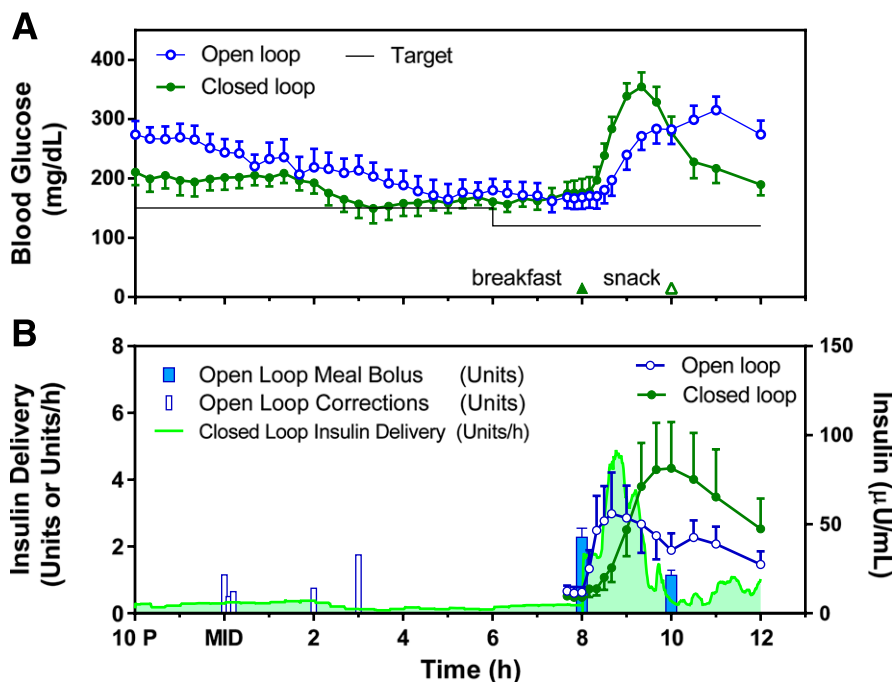 A
Blood Glucose
(mg/dL)
400
300
200
100
0
Open loop
Target
Closed loop
breakfast
snack
B
Insulin Delivery
(Units or Units/h)
8
6
4
2
0
Open Loop Meal Bolus (Units)
Open Loop Corrections (Units)
Closed Loop Insulin Delivery (Units/h)
Open loop
Closed loop
150
100
50
0
Insulin (μU/mL)
10 P MID 2 4 6 8 10 12
Time (h)